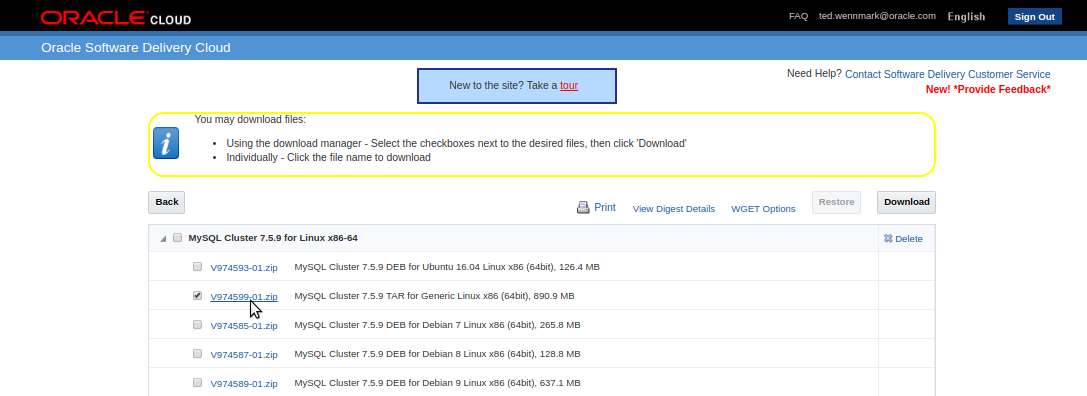 ORACLE CLOUD
FAQ ted.wennmark@oracle.com English Sign Out
Oracle Software Delivery Cloud
New to the site? Take a tour
Need Help? Contact Software Delivery Customer Service
New! *Provide Feedback*
You may download files:
• Using the download manager - Select the checkboxes next to the desired files, then click 'Download'
• Individually - Click the file name to download
Back Print View Digest Details WGET Options Restore Download
MySQL Cluster 7.5.9 for Linux x86-64 Delete
V974593-01.zip MySQL Cluster 7.5.9 DEB for Ubuntu 16.04 Linux x86 (64bit), 126.4 MB
V974599-01.zip MySQL Cluster 7.5.9 TAR for Generic Linux x86 (64bit), 890.9 MB
V974585-01.zip MySQL Cluster 7.5.9 DEB for Debian 7 Linux x86 (64bit), 265.8 MB
V974587-01.zip MySQL Cluster 7.5.9 DEB for Debian 8 Linux x86 (64bit), 128.8 MB
V974589-01.zip MySQL Cluster 7.5.9 DEB for Debian 9 Linux x86 (64bit), 637.1 MB